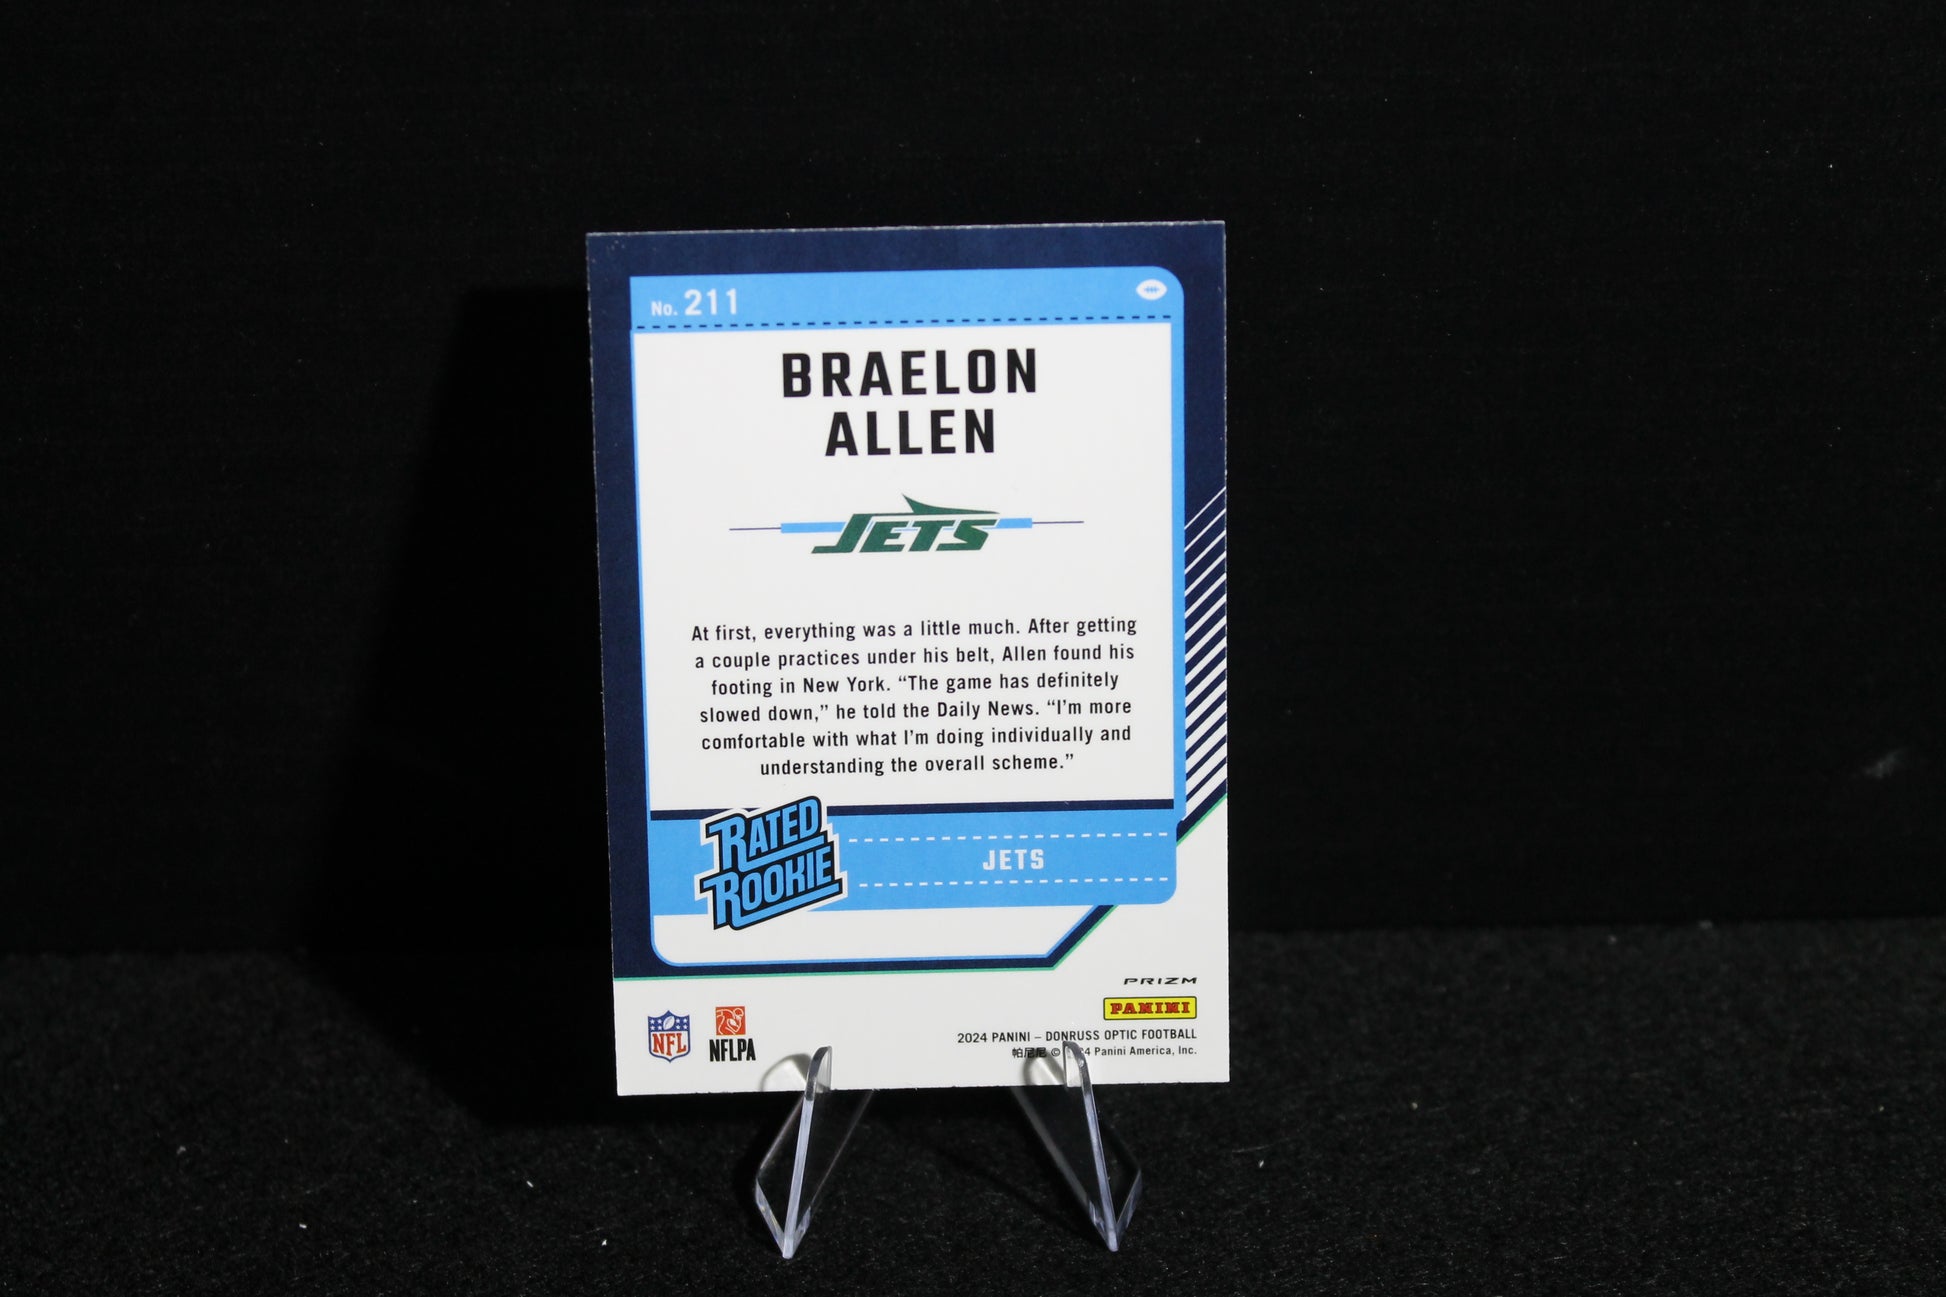 No. 211
BRAELON
ALLEN
JETS
At first, everything was a little much. After getting
a couple practices under his belt, Allen found his
footing in New York. “The game has definitely
slowed down,” he told the Daily News. “I'm more
comfortable with what I'm doing individually and
understanding the overall scheme.”
RATED
ROOKIE
JETS
PRIZM
PANINI
NFL
NFLPA
2024 PANINI – DONRUSS OPTIC FOOTBALL
帕尼尼 © Panini America, Inc.